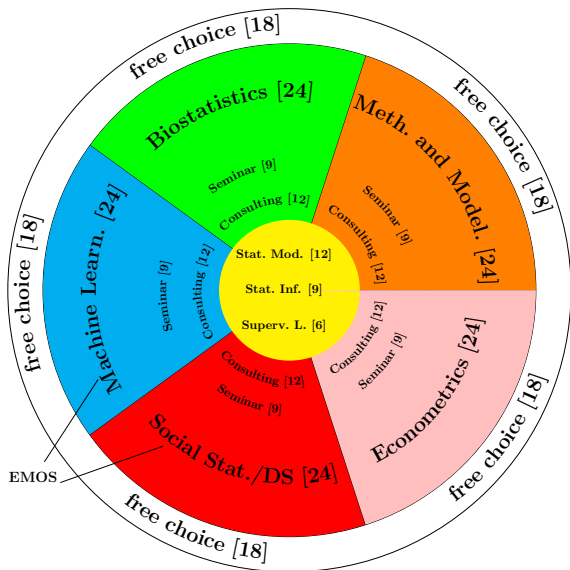 free choice [18]
free choice [18]
free choice [18]
free choice [18]
free choice [18]
Biostatistics [24]
Seminar [9]
Consulting [12]
Meth. and Model. [24]
Seminar [9]
Consulting [12]
Machine Learn. [24]
Seminar [9]
Consulting [12]
Stat. Mod. [12]
Stat. Inf. [9]
Superv. L. [6]
Econometrics [24]
Seminar [9]
Consulting [12]
Consulting [12]
Seminar [9]
Social Stat./DS [24]
EMOS